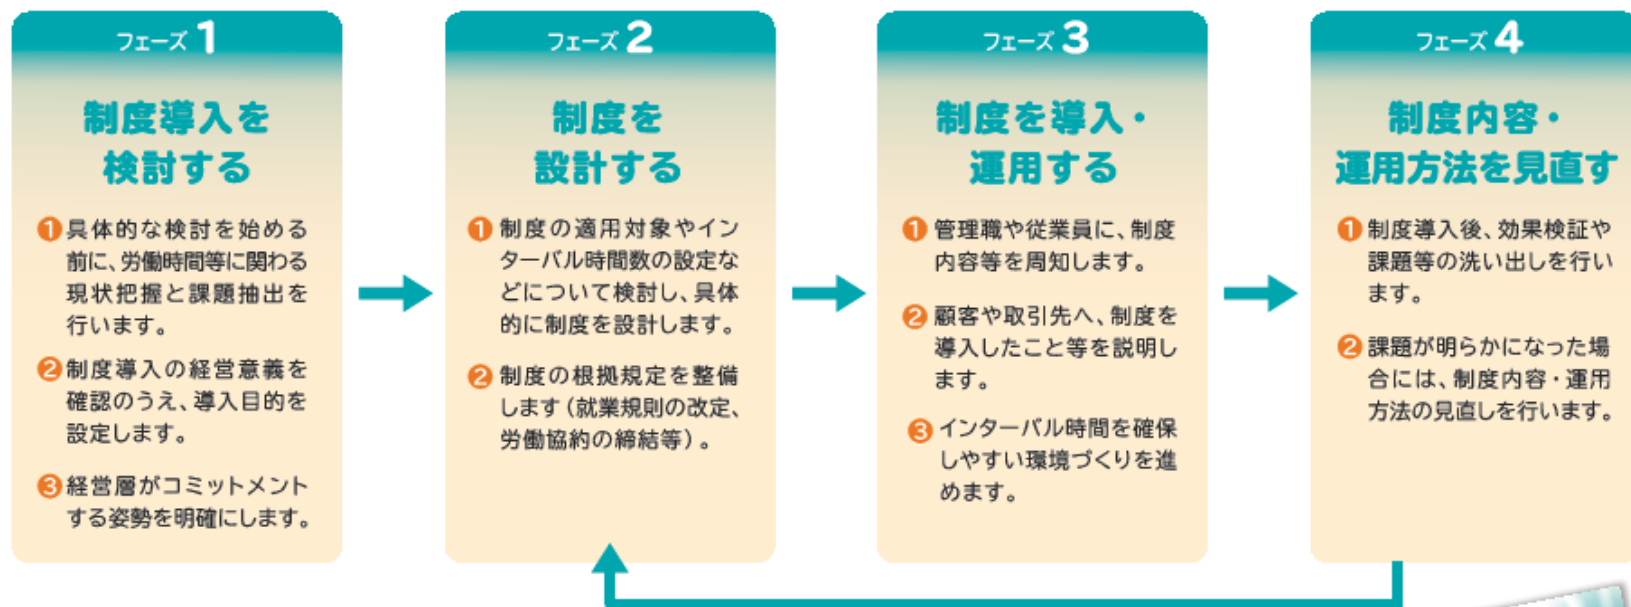 フェーズ 1
制度導入を
検討する
❶具体的な検討を始める
前に、労働時間等に関わる
現状把握と課題抽出を
行います。
❷制度導入の経営意義を
確認のうえ、導入目的を
設定します。
❸経営層がコミットメント
する姿勢を明確にします。
フェーズ 2
制度を
設計する
❶制度の適用対象やイン
ターバル時間数の設定な
どについて検討し、具体
的に制度を設計します。
❷制度の根拠規定を整備
します（就業規則の改定、
労働協約の締結等）。
フェーズ 3
制度を導入・
運用する
❶管理職や従業員に、制度
内容等を周知します。
❷顧客や取引先へ、制度を
導入したこと等を説明し
ます。
❸インターバル時間を確保
しやすい環境づくりを進
めます。
フェーズ 4
制度内容・
運用方法を見直す
❶制度導入後、効果検証や
課題等の洗い出しを行い
ます。
❷課題が明らかになった場
合には、制度内容・運用
方法の見直しを行います。